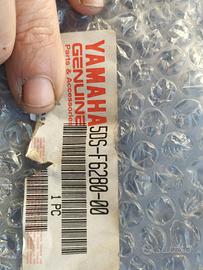 YAMAHA
GENUINE
Parts & Accessories
5DS-F6280-00
1 PC